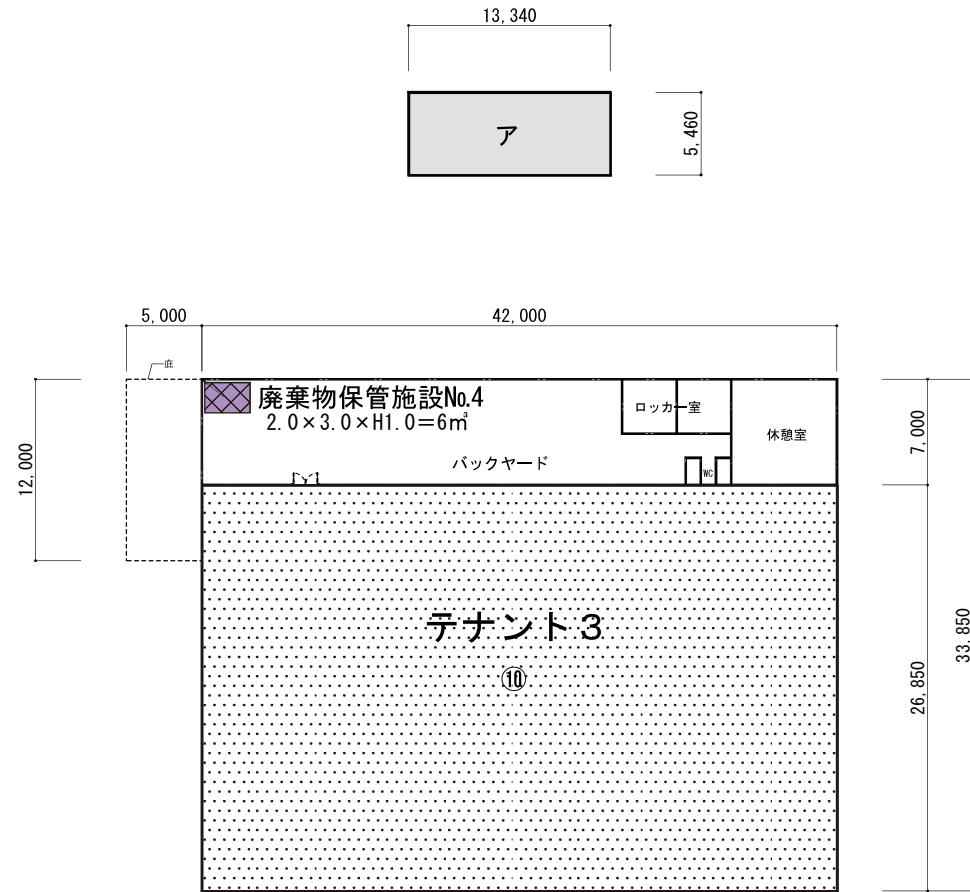 13,340
ア
5,460
5,000
42,000
庇
12,000
廃棄物保管施設No.4
2.0×3.0×H1.0=6㎥
ロッカー室
休憩室
バックヤード
WC
7,000
テナント3
⑩
26,850
33.850